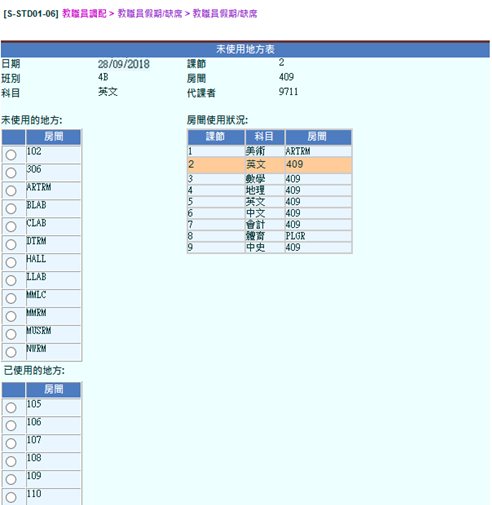 [S-STD01-06] 教職員調配 > 教職員假期/缺席 > 教職員假期/缺席
未使用地方表
日期 28/09/2018 課節 2
班別 4B 房間 409
科目 英文 代課者 9711
未使用的地方:
房間
102
306
ARTRM
BLAB
CLAB
DTRM
HALL
LLAB
MMLC
MMRM
MUSRM
NWRM
房間使用狀況:
課節 科目 房間
1 美術 ARTRM
2 英文 409
3 數學 409
4 地理 409
5 英文 409
6 中文 409
7 會計 409
8 體育 PLGR
9 中史 409
已使用的地方:
房間
105
106
107
108
109
110